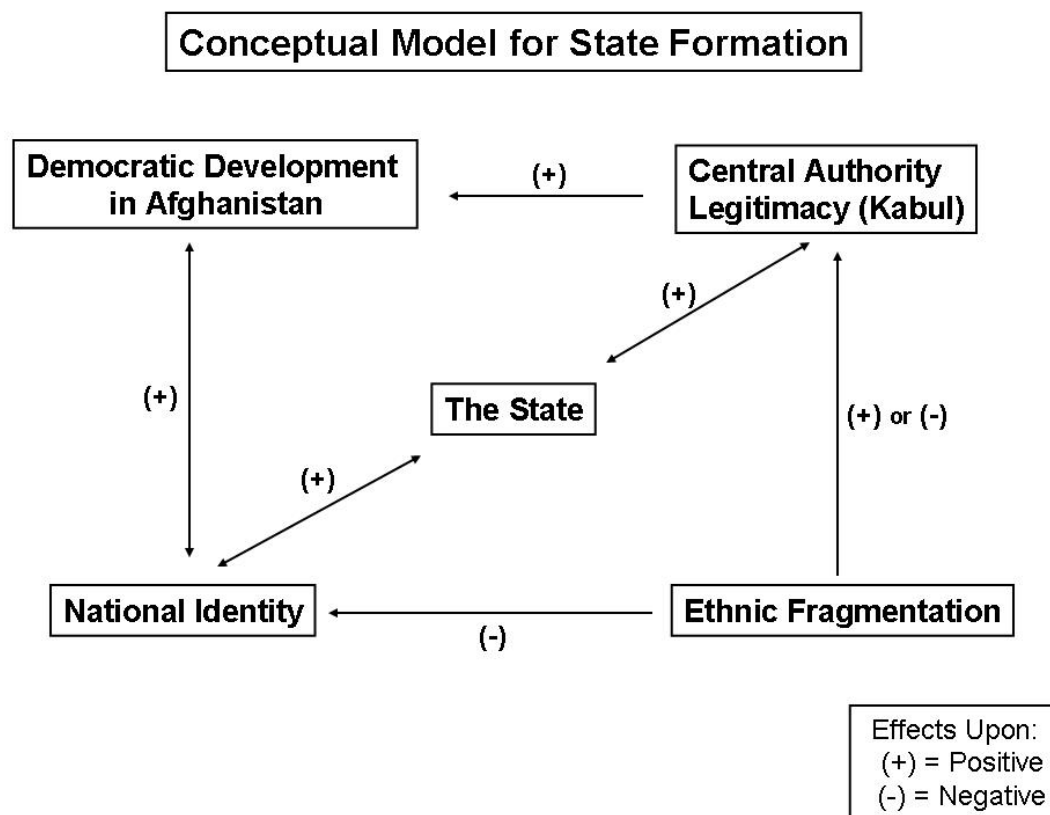 Conceptual Model for State Formation
Democratic Development
in Afghanistan
(+)
Central Authority
Legitimacy (Kabul)
(+)
(+)
The State
(+) or (-)
(+)
National Identity
(-)
Ethnic Fragmentation
Effects Upon:
(+) = Positive
(-) = Negative